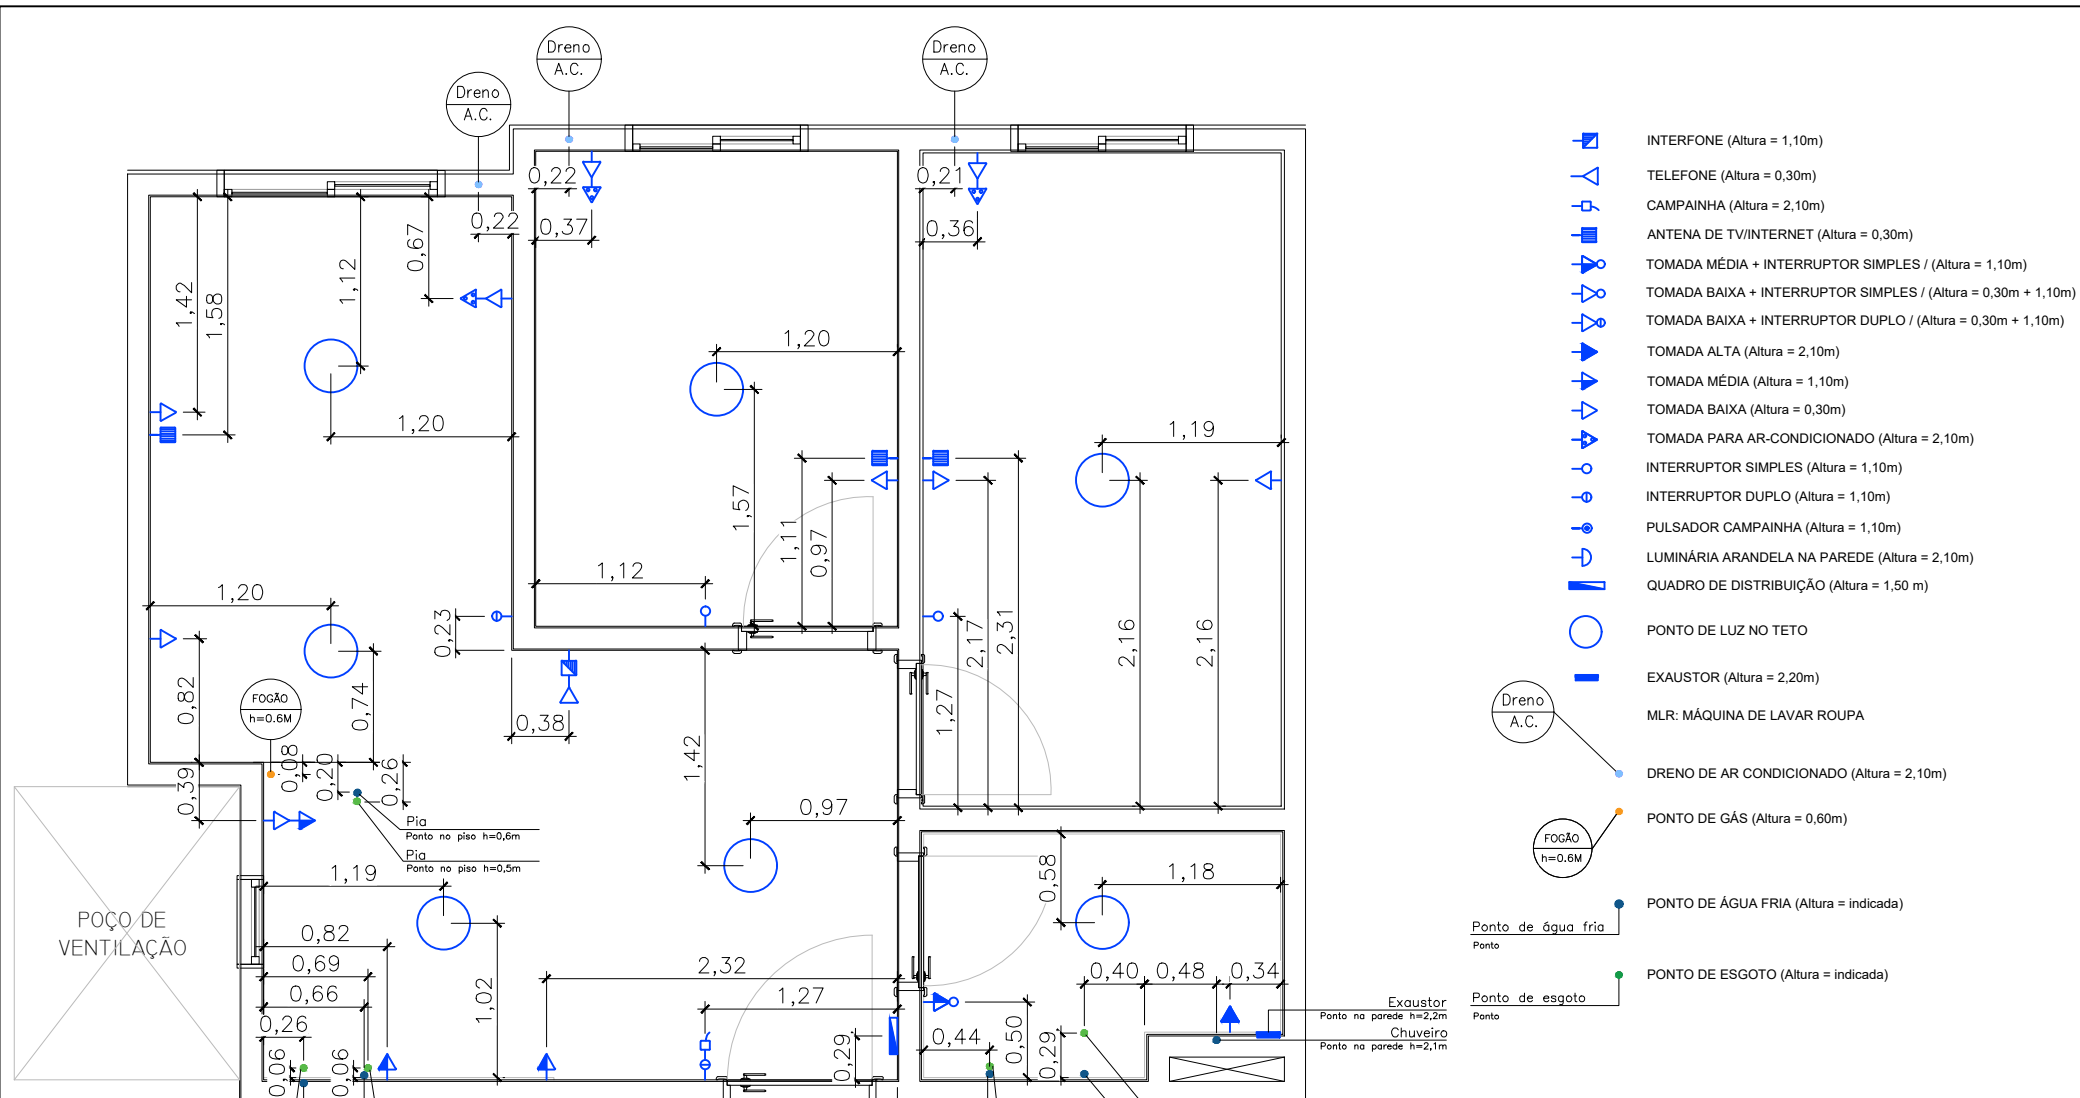 Dreno
A.C.
Dreno
A.C.
Dreno
A.C.
0,22
0,37
0,21
0,36
0,22
0,67
1,12
1,42
1,58
1,20
1,20
1,19
1,57
1,11
0,97
1,12
1,20
0,23
0,82
0,74
0,38
1,42
1,27
2,17
2,31
2,16
2,16
FOGÃO
h=0.6M
0,08
0,20
0,26
0,39
Pia
Ponto no piso h=0,6m
Pia
Ponto no piso h=0,5m
0,97
1,19
0,82
0,69
0,66
0,26
0,06
0,06
1,02
2,32
1,27
0,29
0,58
1,18
0,40
0,48
0,34
0,44
0,50
0,29
POÇO DE
VENTILAÇÃO
Exaustor
Ponto na parede h=2,2m
Chuveiro
Ponto na parede h=2,1m
INTERFONE (Altura = 1,10m)
TELEFONE (Altura = 0,30m)
CAMPAINHA (Altura = 2,10m)
ANTENA DE TV/INTERNET (Altura = 0,30m)
TOMADA MÉDIA + INTERRUPTOR SIMPLES / (Altura = 1,10m)
TOMADA BAIXA + INTERRUPTOR SIMPLES / (Altura = 0,30m + 1,10m)
TOMADA BAIXA + INTERRUPTOR DUPLO / (Altura = 0,30m + 1,10m)
TOMADA ALTA (Altura = 2,10m)
TOMADA MÉDIA (Altura = 1,10m)
TOMADA BAIXA (Altura = 0,30m)
TOMADA PARA AR-CONDICIONADO (Altura = 2,10m)
INTERRUPTOR SIMPLES (Altura = 1,10m)
INTERRUPTOR DUPLO (Altura = 1,10m)
PULSADOR CAMPAINHA (Altura = 1,10m)
LUMINÁRIA ARANDELA NA PAREDE (Altura = 2,10m)
QUADRO DE DISTRIBUIÇÃO (Altura = 1,50 m)
PONTO DE LUZ NO TETO
EXAUSTOR (Altura = 2,20m)
MLR: MÁQUINA DE LAVAR ROUPA
Dreno
A.C.
DRENO DE AR CONDICIONADO (Altura = 2,10m)
PONTO DE GÁS (Altura = 0,60m)
FOGÃO
h=0.6M
PONTO DE ÁGUA FRIA (Altura = indicada)
Ponto de água fria
Ponto
PONTO DE ESGOTO (Altura = indicada)
Ponto de esgoto
Ponto